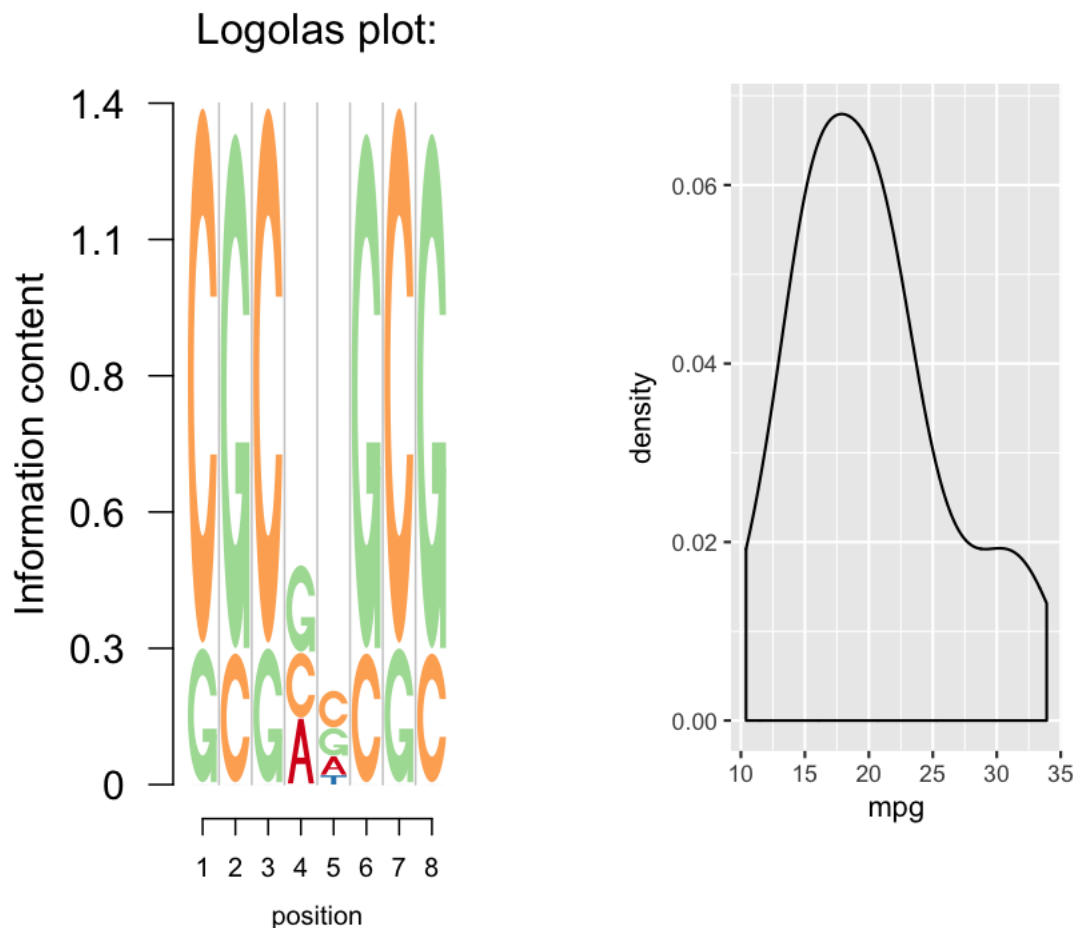 Logolas plot:
Information content
1.4
1.1
0.8
0.6
0.3
0
C G C G C G
G
G C G C C C G C
G
A A
T
1 2 3 4 5 6 7 8
position
density
0.06
0.04
0.02
0.00
10 15 20 25 30 35
mpg